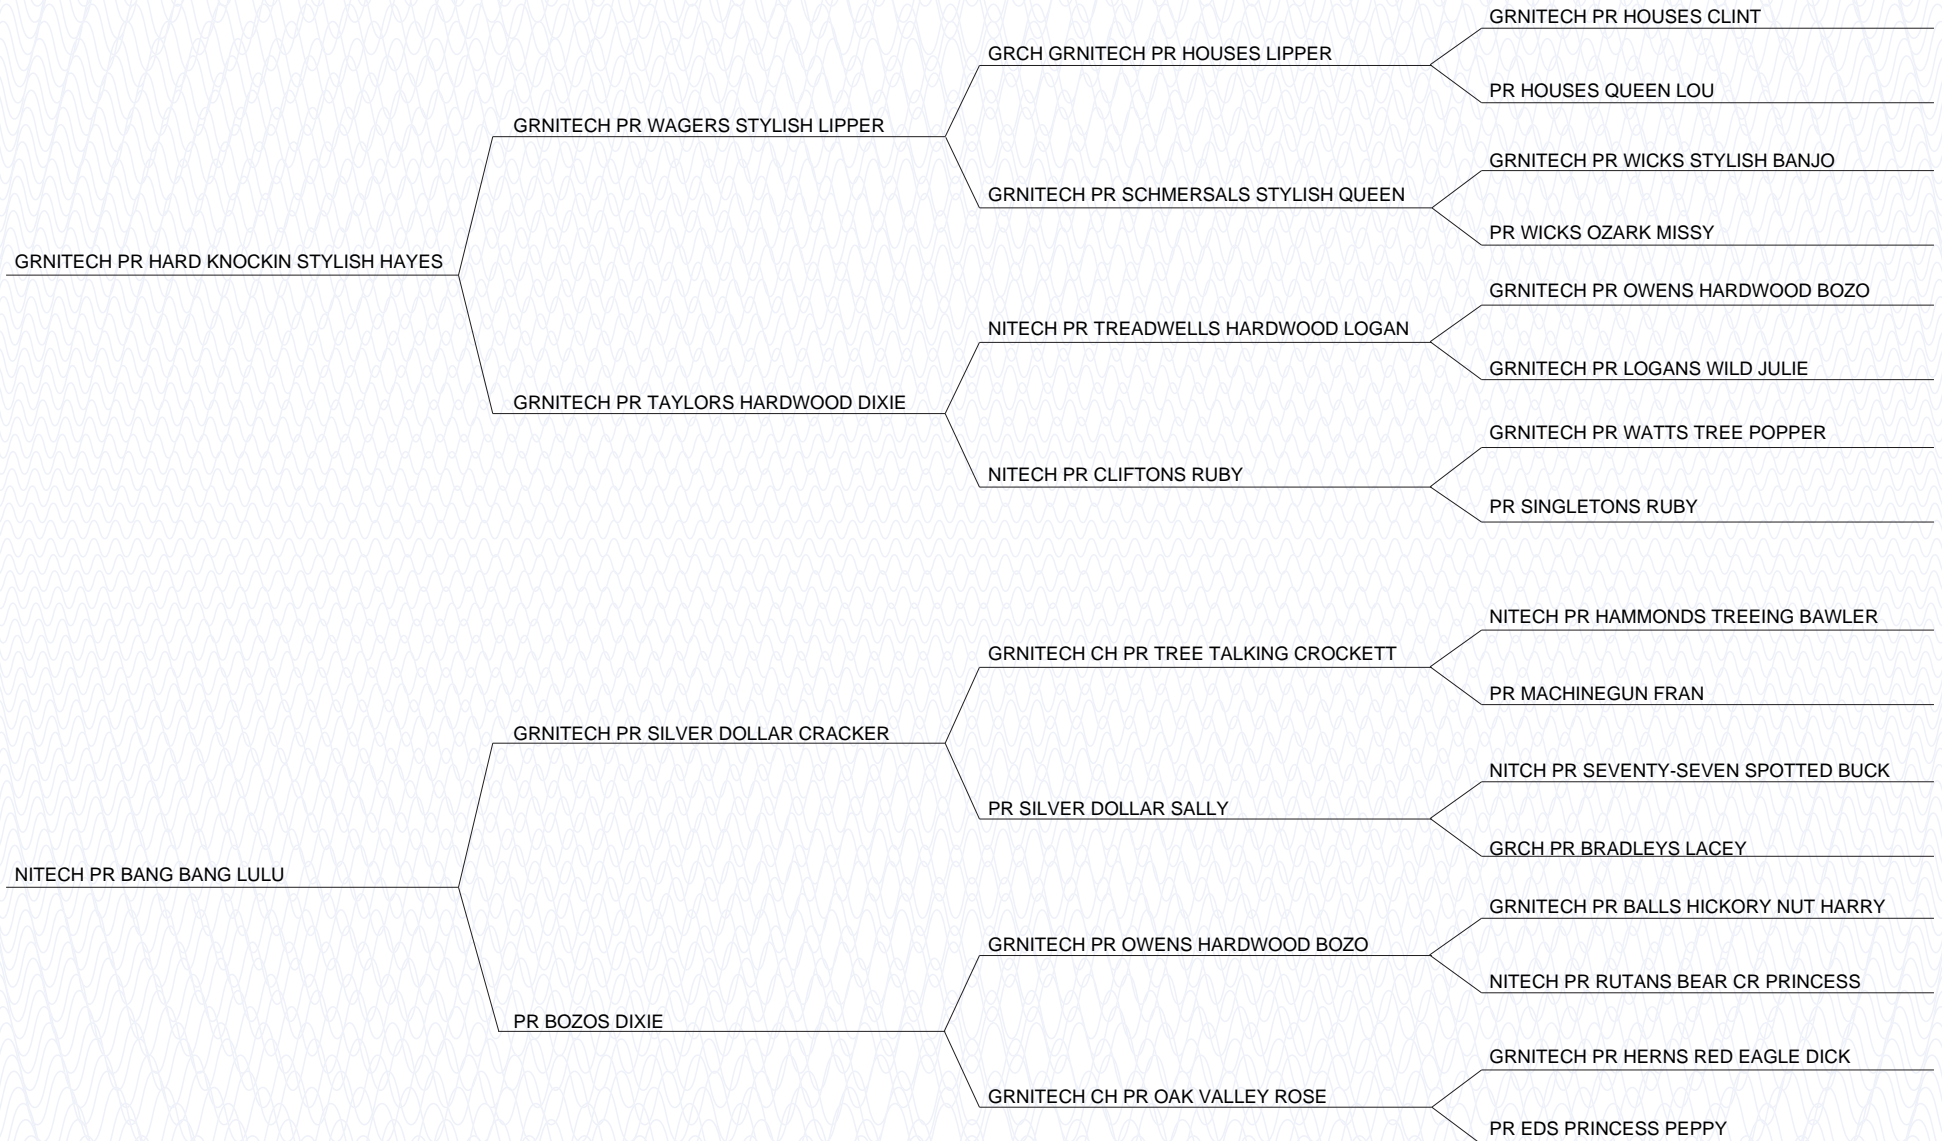 GRNITECH PR HOUSES CLINT
GRCH GRNITECH PR HOUSES LIPPER
PR HOUSES QUEEN LOU
GRNITECH PR WAGERS STYLISH LIPPER
GRNITECH PR WICKS STYLISH BANJO
GRNITECH PR SCHMERSALS STYLISH QUEEN
PR WICKS OZARK MISSY
GRNITECH PR HARD KNOCKIN STYLISH HAYES
GRNITECH PR OWENS HARDWOOD BOZO
NITECH PR TREADWELLS HARDWOOD LOGAN
GRNITECH PR LOGANS WILD JULIE
GRNITECH PR TAYLORS HARDWOOD DIXIE
GRNITECH PR WATTS TREE POPPER
NITECH PR CLIFTONS RUBY
PR SINGLETONS RUBY
NITECH PR HAMMONDS TREEING BAWLER
GRNITECH CH PR TREE TALKING CROCKETT
PR MACHINEGUN FRAN
GRNITECH PR SILVER DOLLAR CRACKER
NITCH PR SEVENTY-SEVEN SPOTTED BUCK
PR SILVER DOLLAR SALLY
GRCH PR BRADLEYS LACEY
NITECH PR BANG BANG LULU
GRNITECH PR BALLS HICKORY NUT HARRY
GRNITECH PR OWENS HARDWOOD BOZO
NITECH PR RUTANS BEAR CR PRINCESS
PR BOZOS DIXIE
GRNITECH PR HERNS RED EAGLE DICK
GRNITECH CH PR OAK VALLEY ROSE
PR EDS PRINCESS PEPPY